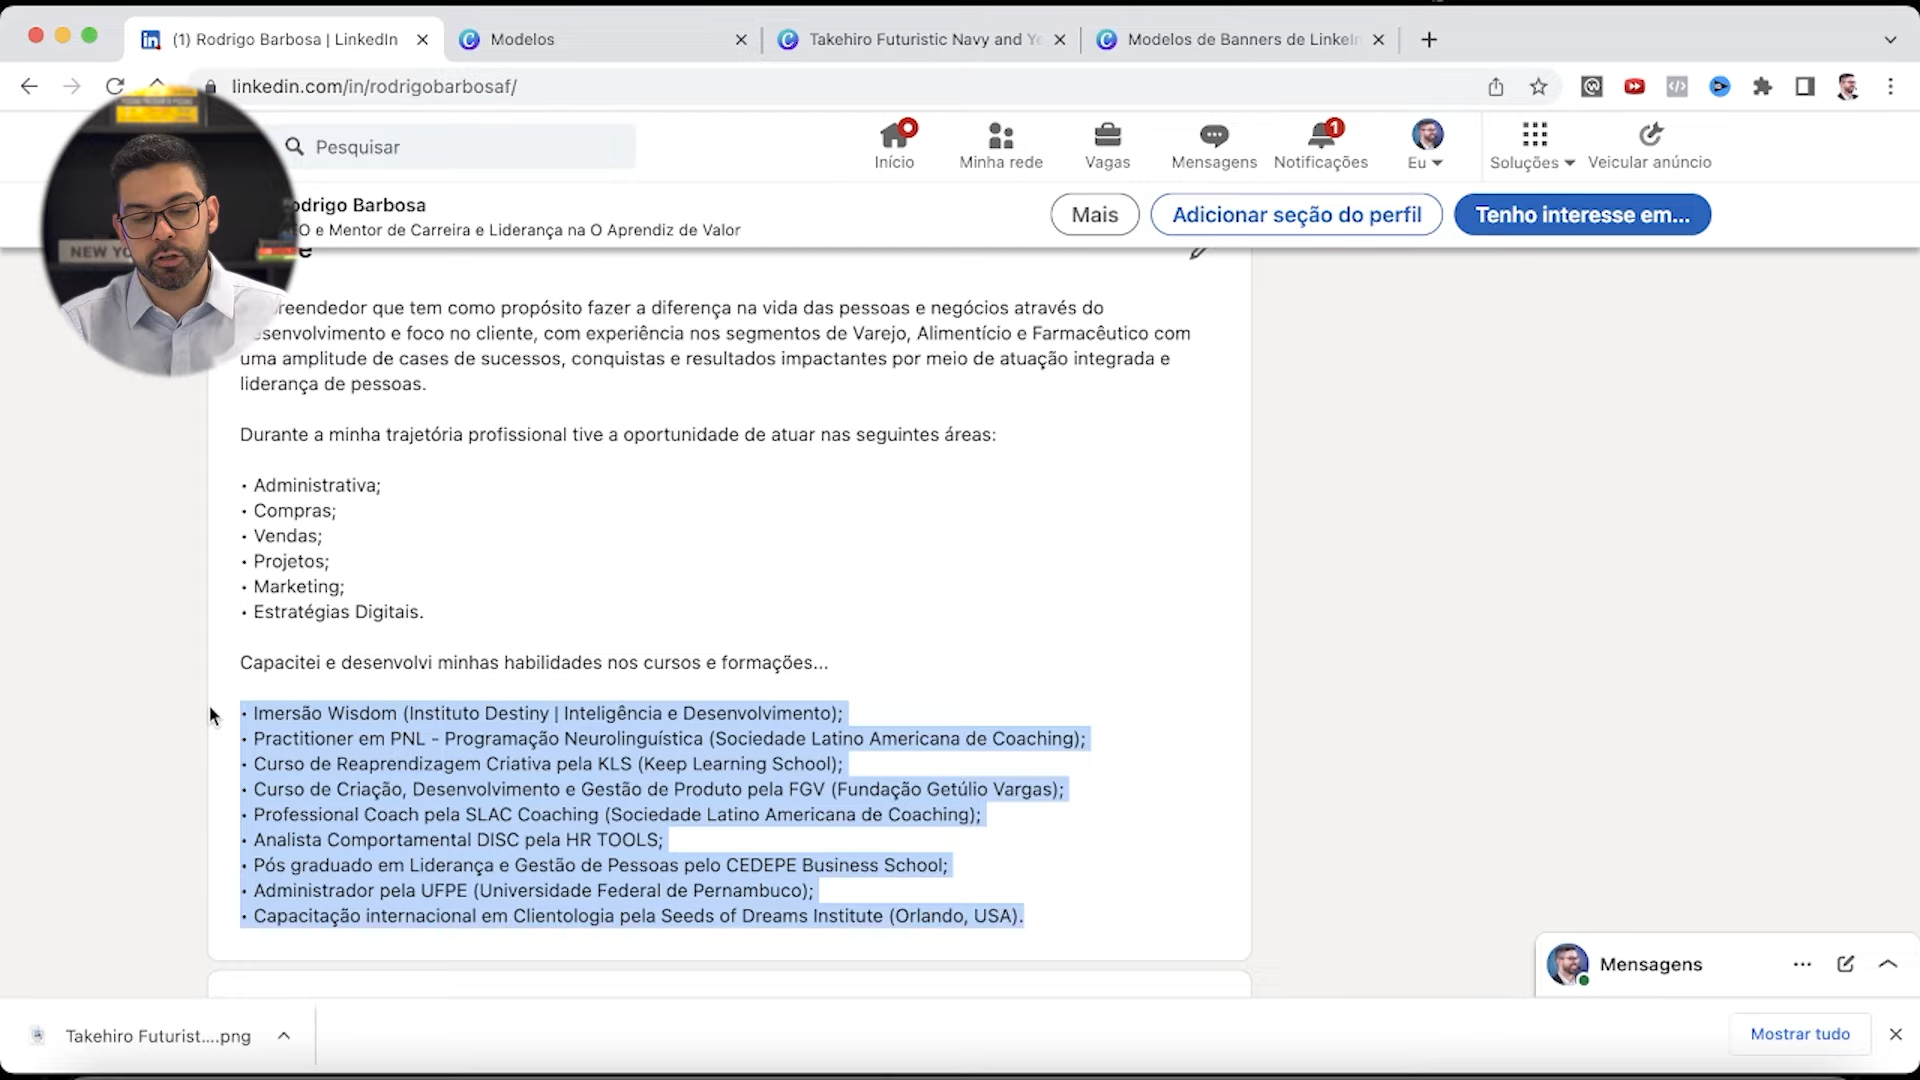 (1) Rodrigo Barbosa | LinkedIn
Modelos
Takehiro Futuristic Navy and Ye
Modelos de Banners de LinkeIn
linkedin.com/in/rodrigobarbosaf/
Pesquisar
Início
Minha rede
Vagas
Mensagens
1
Notificações
Eu
Soluções
Veicular anúncio
odrigo Barbosa
O e Mentor de Carreira e Liderança na O Aprendiz de Valor
Mais
Adicionar seção do perfil
Tenho interesse em...
NEW YO
e
reendedor que tem como propósito fazer a diferença na vida das pessoas e negócios através do
senvolvimento e foco no cliente, com experiência nos segmentos de Varejo, Alimentício e Farmacêutico com
uma amplitude de cases de sucessos, conquistas e resultados impactantes por meio de atuação integrada e
liderança de pessoas.
Durante a minha trajetória profissional tive a oportunidade de atuar nas seguintes áreas:
• Administrativa;
• Compras;
• Vendas;
• Projetos;
• Marketing;
• Estratégias Digitais.
Capacitei e desenvolvi minhas habilidades nos cursos e formações...
• Imersão Wisdom (Instituto Destiny | Inteligência e Desenvolvimento);
• Practitioner em PNL - Programação Neurolinguística (Sociedade Latino Americana de Coaching);
• Curso de Reaprendizagem Criativa pela KLS (Keep Learning School);
• Curso de Criação, Desenvolvimento e Gestão de Produto pela FGV (Fundação Getúlio Vargas);
• Professional Coach pela SLAC Coaching (Sociedade Latino Americana de Coaching);
• Analista Comportamental DISC pela HR TOOLS;
• Pós graduado em Liderança e Gestão de Pessoas pelo CEDEPE Business School;
• Administrador pela UFPE (Universidade Federal de Pernambuco);
• Capacitação internacional em Clientologia pela Seeds of Dreams Institute (Orlando, USA).
Mensagens
Takehiro Futurist....png
Mostrar tudo